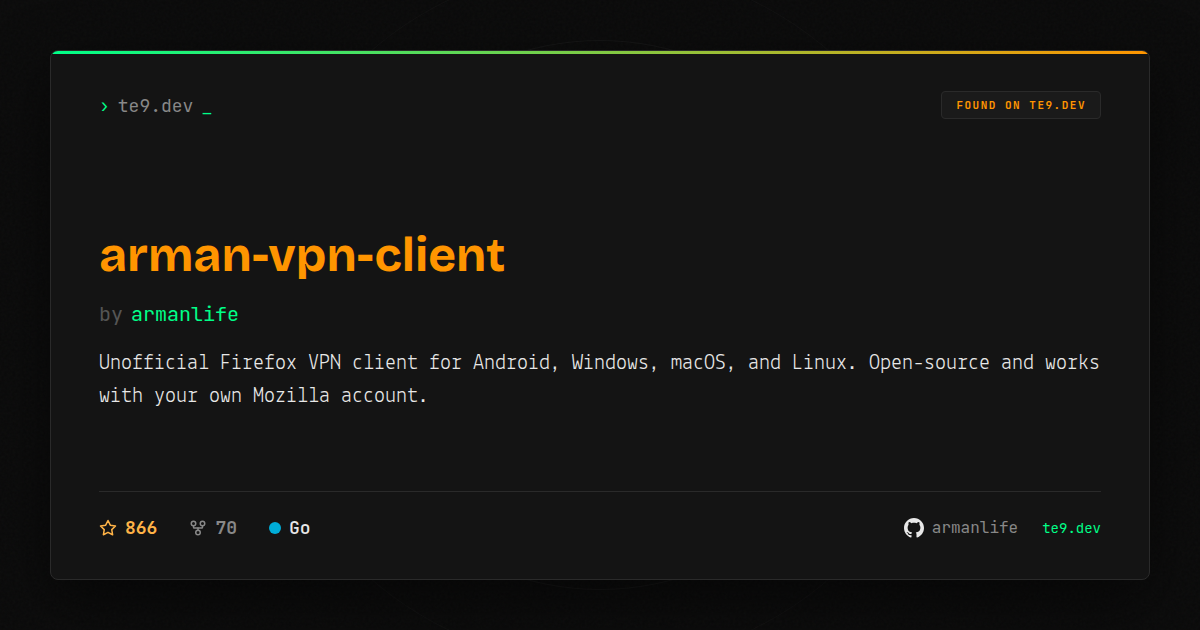 › te9.dev _
FOUND ON TE9.DEV
arman-vpn-client
by armanlife
Unofficial Firefox VPN client for Android, Windows, macOS, and Linux. Open-source and works
with your own Mozilla account.
866 70 Go
armanlife te9.dev